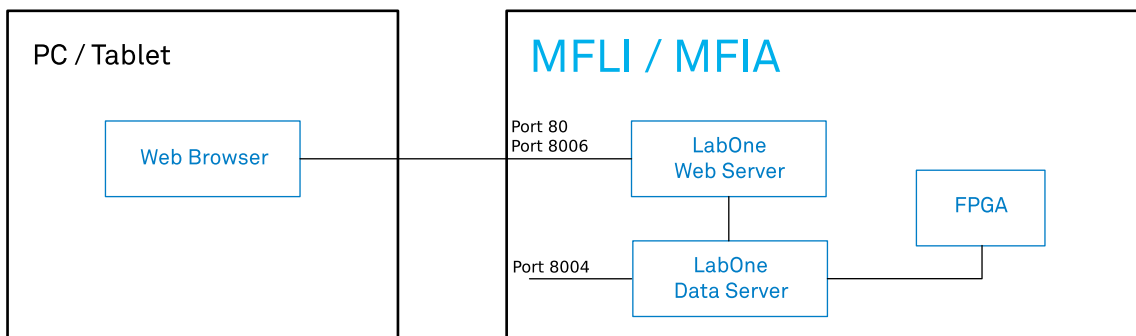 PC / Tablet
Web Browser
MFLI / MFIA
Port 80
Port 8006
LabOne
Web Server
FPGA
Port 8004
LabOne
Data Server